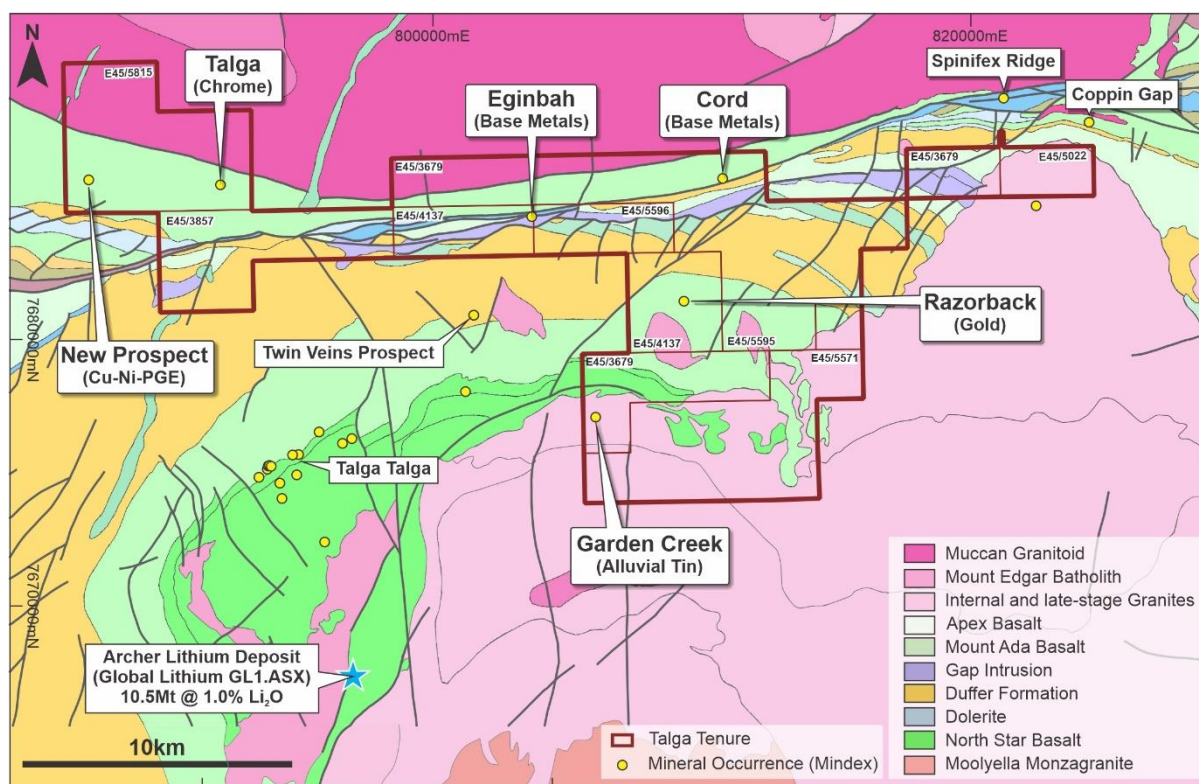 N
800000mE
820000mE
E45/5815
Talga
(Chrome)
Eginbah
(Base Metals)
Cord
(Base Metals)
Spinifex Ridge
Coppin Gap
E45/3679
E45/3679
E45/5022
E45/3857
E45/4137
E45/5596
7680000mN
New Prospect
(Cu-Ni-PGE)
Twin Veins Prospect
Razorback
(Gold)
E45/4137
E45/5595
E45/3679
E45/5571
Talga Talga
Garden Creek
(Alluvial Tin)
7670000mN
Archer Lithium Deposit
(Global Lithium GL1.ASX)
10.5Mt @ 1.0% Li₂O
10km
Talga Tenure
Mineral Occurrence (Mindex)
Muccan Granitoid
Mount Edgar Batholith
Internal and late-stage Granites
Apex Basalt
Mount Ada Basalt
Gap Intrusion
Duffer Formation
Dolerite
North Star Basalt
Moolyella Monzagranite